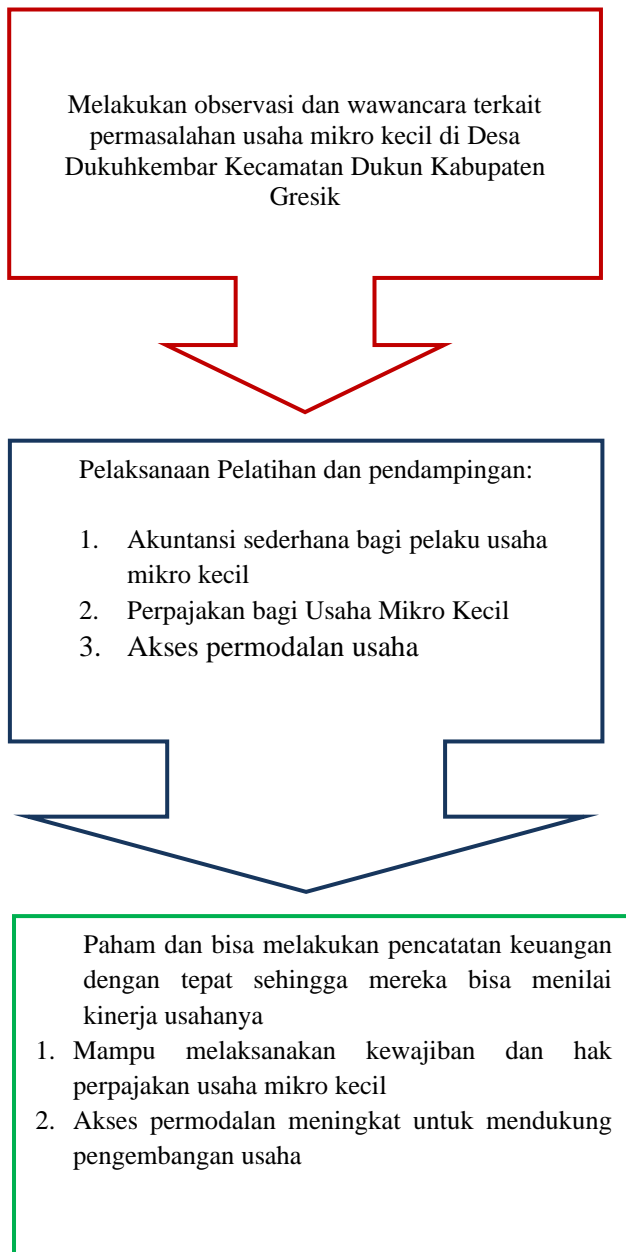 Melakukan observasi dan wawancara terkait
permasalahan usaha mikro kecil di Desa
Dukuhkembar Kecamatan Dukun Kabupaten
Gresik
Pelaksanaan Pelatihan dan pendampingan:
1. Akuntansi sederhana bagi pelaku usaha
mikro kecil
2. Perpajakan bagi Usaha Mikro Kecil
3. Akses permodalan usaha
Paham dan bisa melakukan pencatatan keuangan
dengan tepat sehingga mereka bisa menilai
kinerja usahanya
1. Mampu melaksanakan kewajiban dan hak
perpajakan usaha mikro kecil
2. Akses permodalan meningkat untuk mendukung
pengembangan usaha